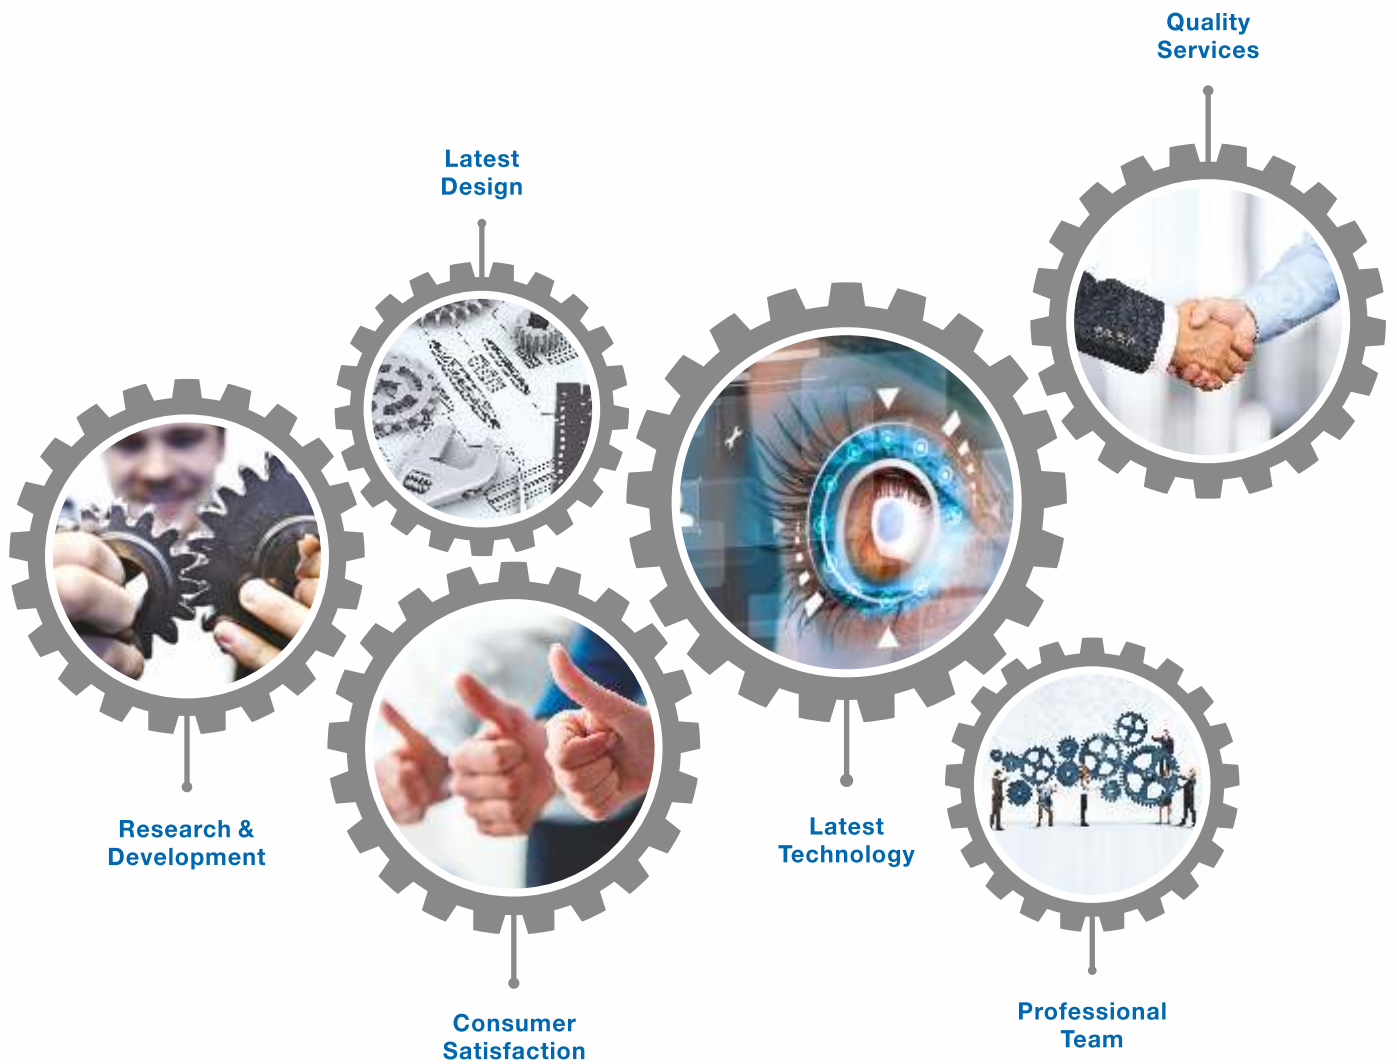 Quality
Services
Latest
Design
Research &
Development
Latest
Technology
Consumer
Satisfaction
Professional
Team